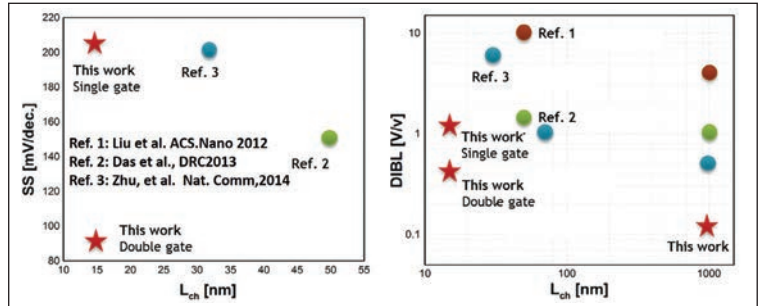 220
200
180
160
140
120
100
80
SS [mV/dec.]
This work
Single gate
Ref. 3
Ref. 1: Liu et al. ACS.Nano 2012
Ref. 2: Das et al., DRC2013
Ref. 3: Zhu, et al. Nat. Comm,2014
Ref. 2
This work
Double gate
10 15 20 25 30 35 40 45 50 55
Lch [nm]
10
1
0.1
DIBL [V/v]
Ref. 1
Ref. 3
Ref. 2
This work
Single gate
This work
Double gate
This work
10 100 1000
Lch [nm]